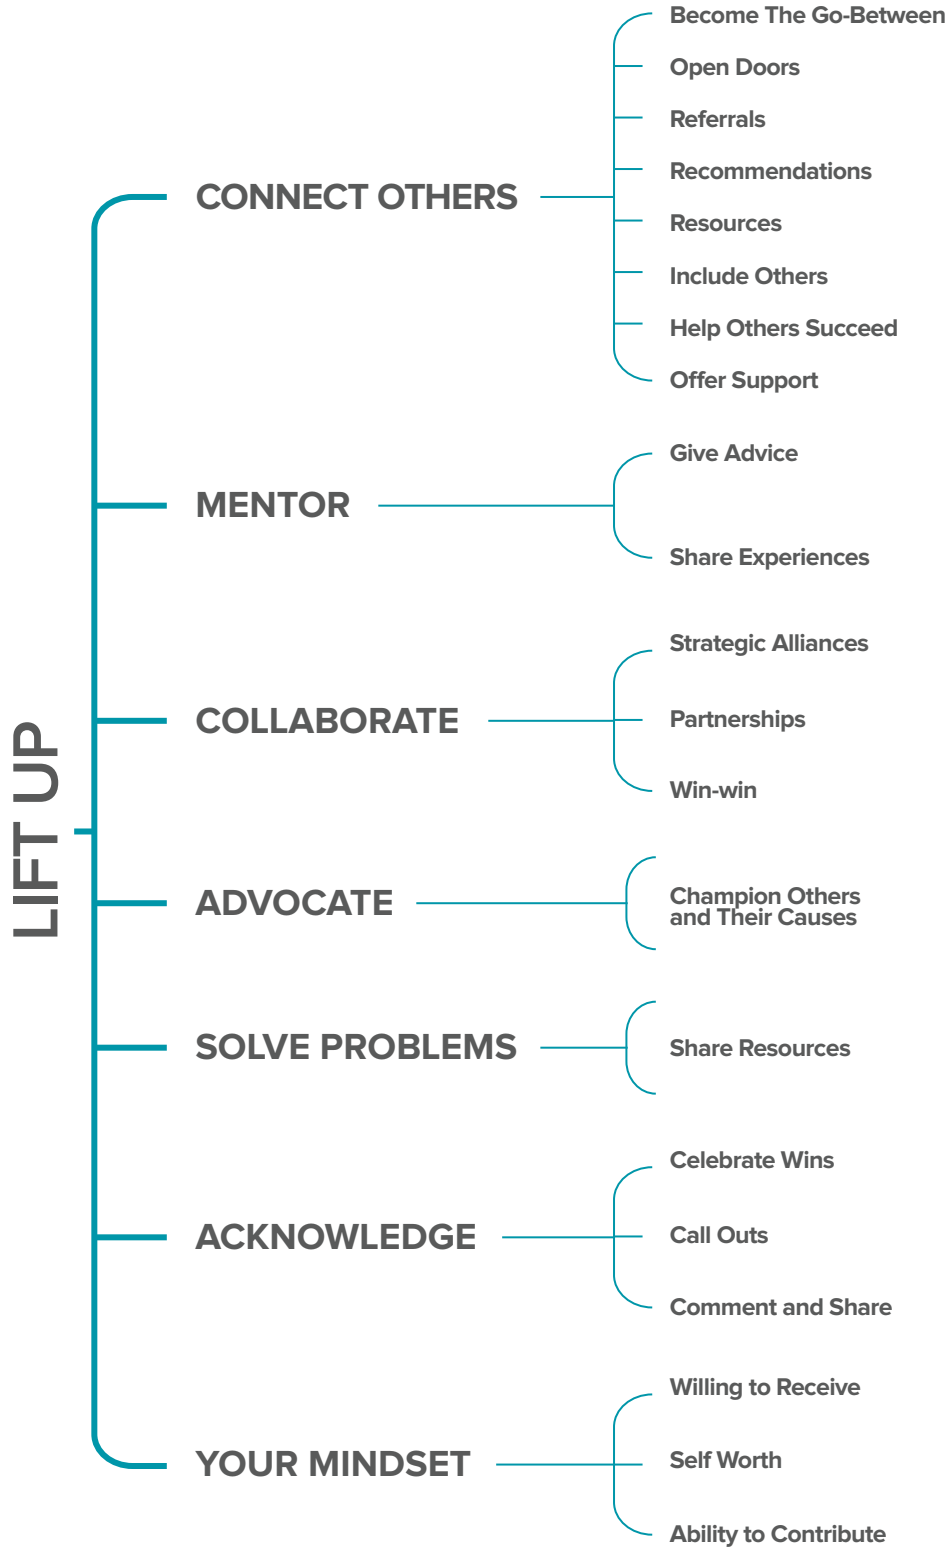 LIFT UP
CONNECT OTHERS
Become The Go-Between
Open Doors
Referrals
Recommendations
Resources
Include Others
Help Others Succeed
Offer Support
MENTOR
Give Advice
Share Experiences
COLLABORATE
Strategic Alliances
Partnerships
Win-win
ADVOCATE
Champion Others
and Their Causes
SOLVE PROBLEMS
Share Resources
ACKNOWLEDGE
Celebrate Wins
Call Outs
Comment and Share
YOUR MINDSET
Willing to Receive
Self Worth
Ability to Contribute